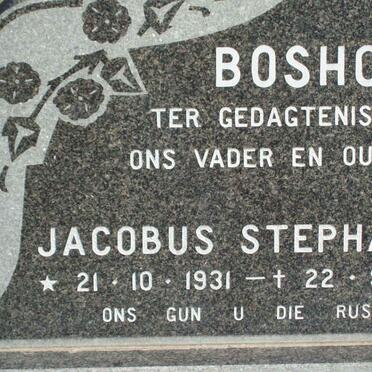 BOSHO
TER GEDAGTENIS
ONS VADER EN OU
JACOBUS STEPHA
★ 21 · 10 · 1931 — † 22 ·
ONS GUN U DIE RUS